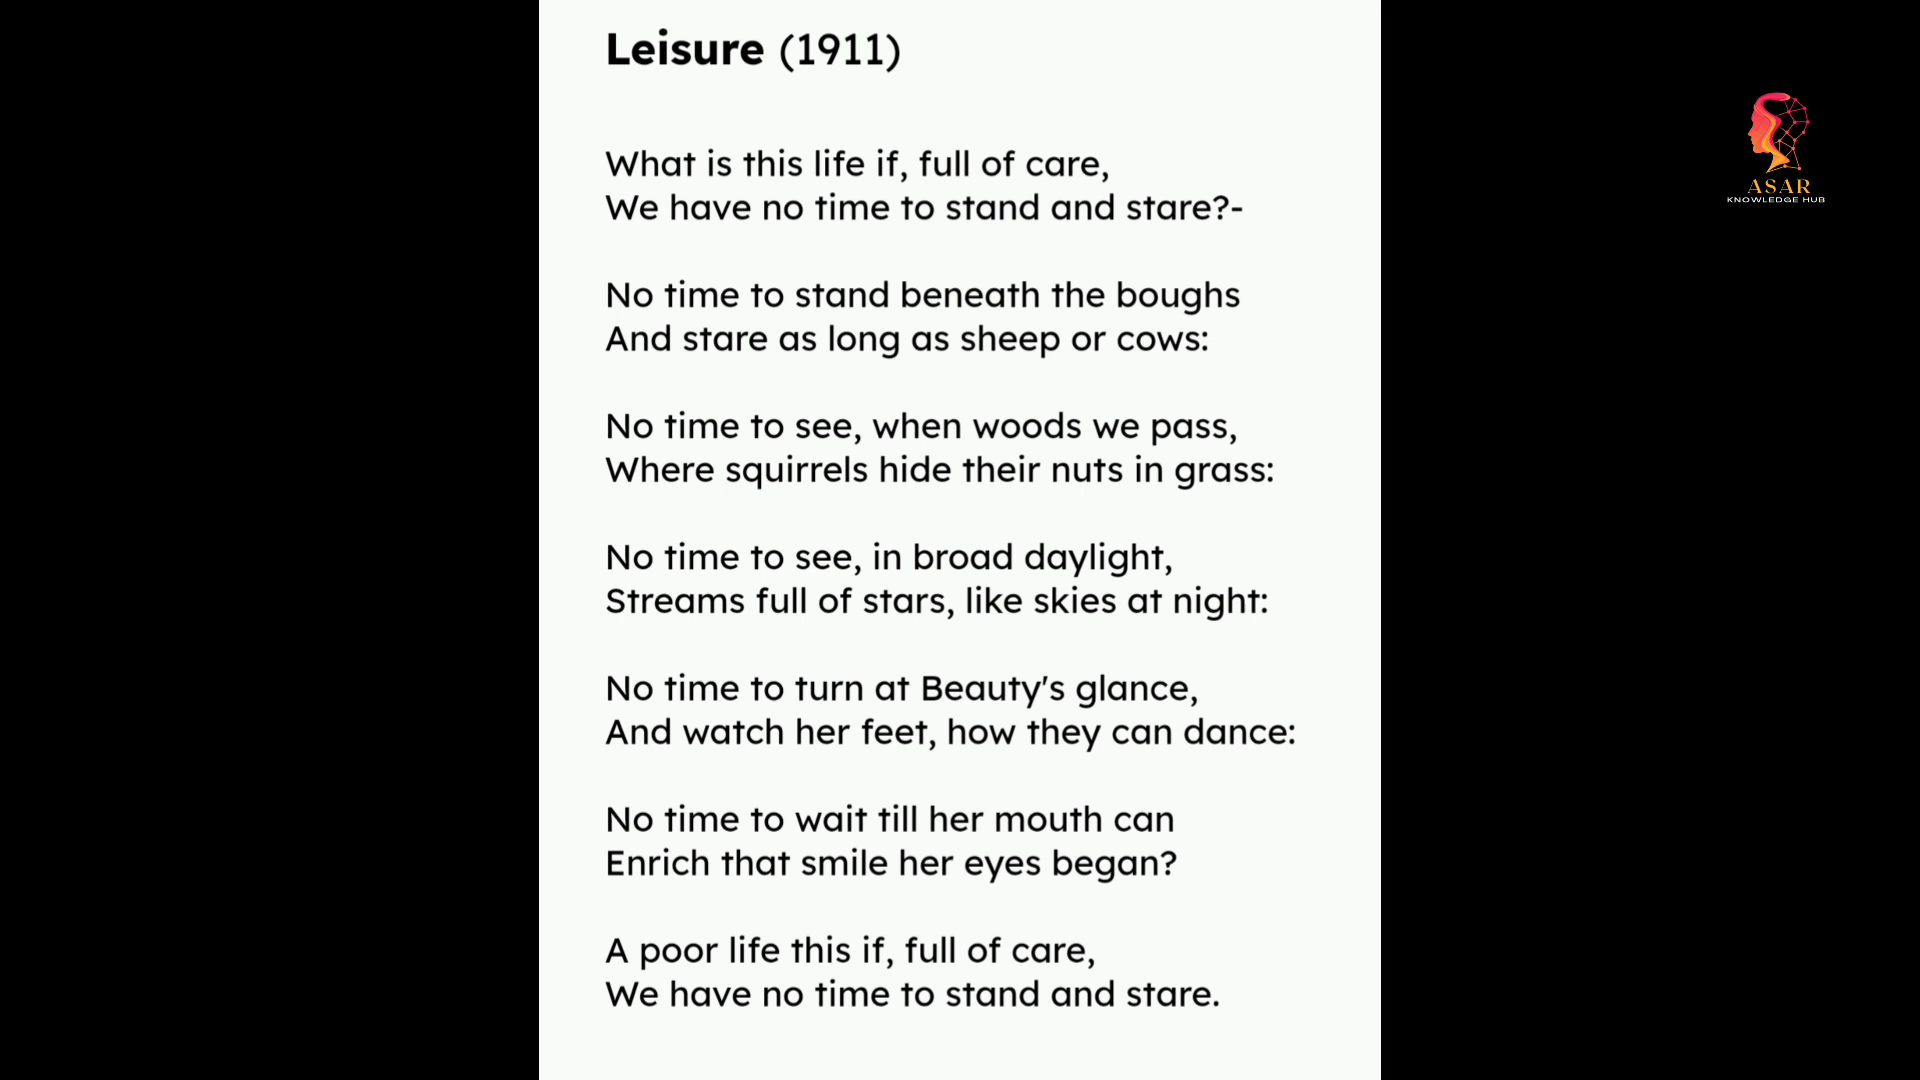 Leisure (1911)
What is this life if, full of care,
We have no time to stand and stare?-
No time to stand beneath the boughs
And stare as long as sheep or cows:
No time to see, when woods we pass,
Where squirrels hide their nuts in grass:
No time to see, in broad daylight,
Streams full of stars, like skies at night:
No time to turn at Beauty's glance,
And watch her feet, how they can dance:
No time to wait till her mouth can
Enrich that smile her eyes began?
A poor life this if, full of care,
We have no time to stand and stare.
ASAR
KNOWLEDGE HUB